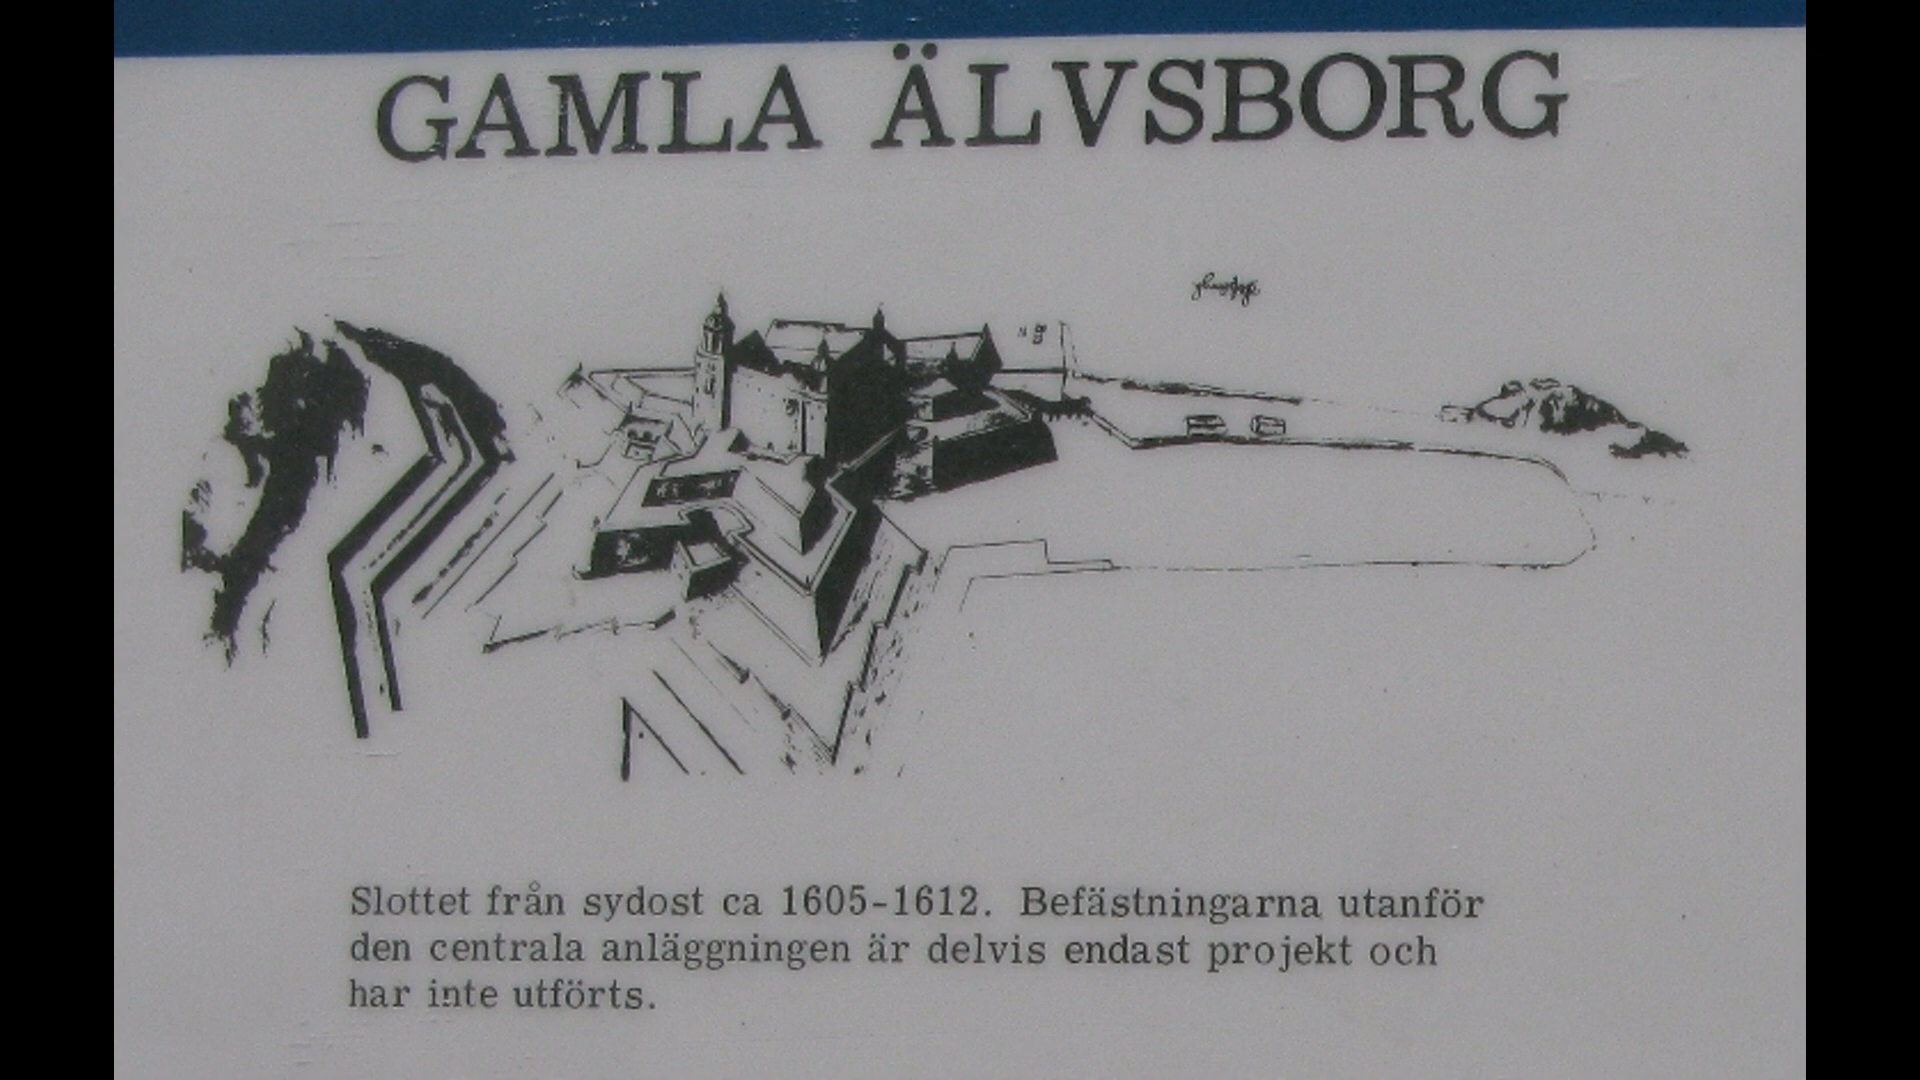 GAMLA ÄLVSBORG
Slottet från sydost ca 1605-1612. Befästningarna utanför
den centrala anläggningen är delvis endast projekt och
har inte utförts.